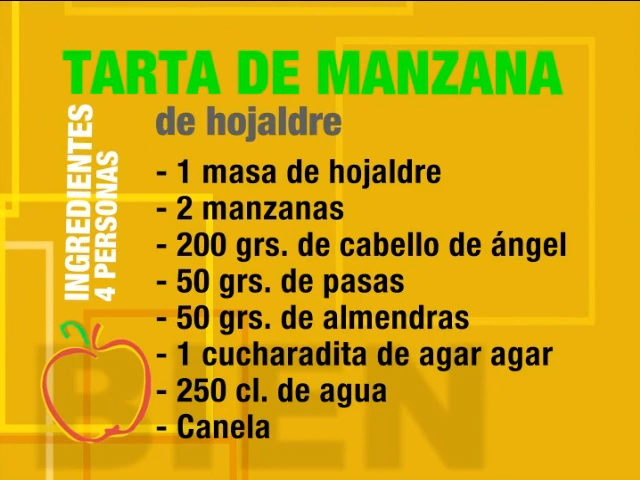 TARTA DE MANZANA
de hojaldre
INGREDIENTES
4 PERSONAS
- 1 masa de hojaldre
- 2 manzanas
- 200 grs. de cabello de ángel
- 50 grs. de pasas
- 50 grs. de almendras
- 1 cucharadita de agar agar
- 250 cl. de agua
- Canela
BIEN